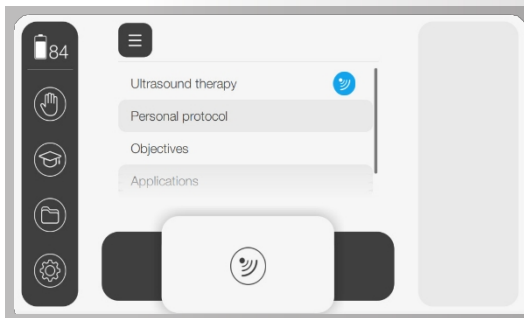 84
Ultrasound therapy
Personal protocol
Objectives
Applications